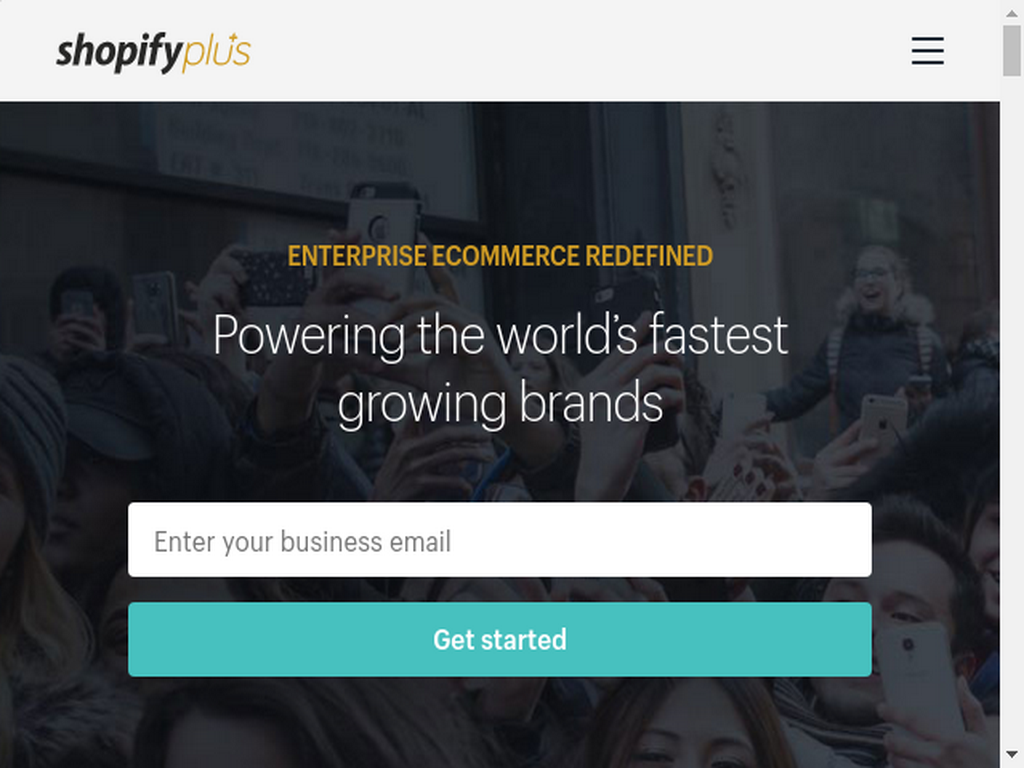 shopifyplus
ENTERPRISE ECOMMERCE REDEFINED
Powering the world's fastest
growing brands
Enter your business email
Get started